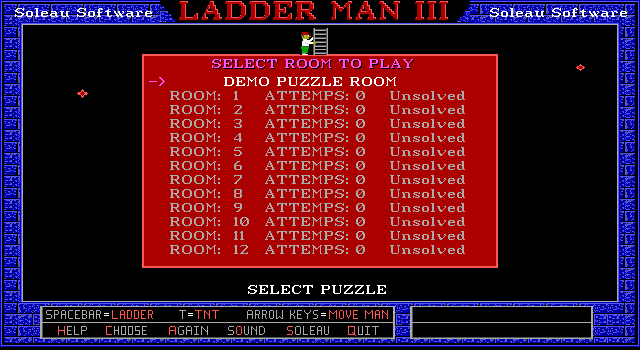 Soleau Software LADDER MAN III Soleau Software
SELECT ROOM TO PLAY
-> DEMO PUZZLE ROOM
ROOM: 1 ATTEMPS: 0 Unsolved
ROOM: 2 ATTEMPS: 0 Unsolved
ROOM: 3 ATTEMPS: 0 Unsolved
ROOM: 4 ATTEMPS: 0 Unsolved
ROOM: 5 ATTEMPS: 0 Unsolved
ROOM: 6 ATTEMPS: 0 Unsolved
ROOM: 7 ATTEMPS: 0 Unsolved
ROOM: 8 ATTEMPS: 0 Unsolved
ROOM: 9 ATTEMPS: 0 Unsolved
ROOM: 10 ATTEMPS: 0 Unsolved
ROOM: 11 ATTEMPS: 0 Unsolved
ROOM: 12 ATTEMPS: 0 Unsolved
SELECT PUZZLE
SPACEBAR=LADDER T=TNT ARROW KEYS=MOVE MAN
HELP CHOOSE AGAIN SOUND SOLEAU QUIT